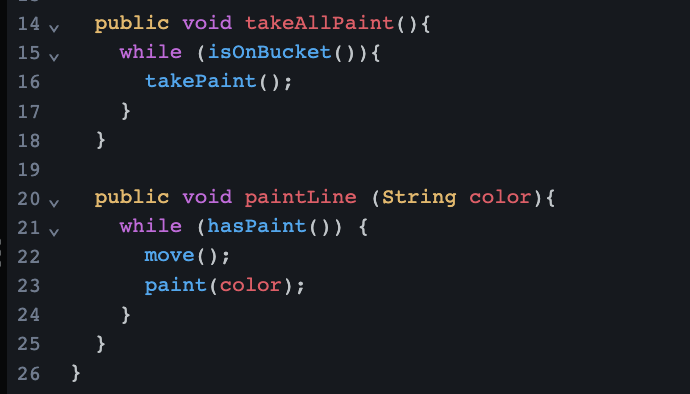 14 public void takeAllPaint(){
15 while (isOnBucket()){
16 takePaint();
17 }
18 }
19
20 public void paintLine (String color){
21 while (hasPaint()) {
22 move();
23 paint(color);
24 }
25 }
26 }